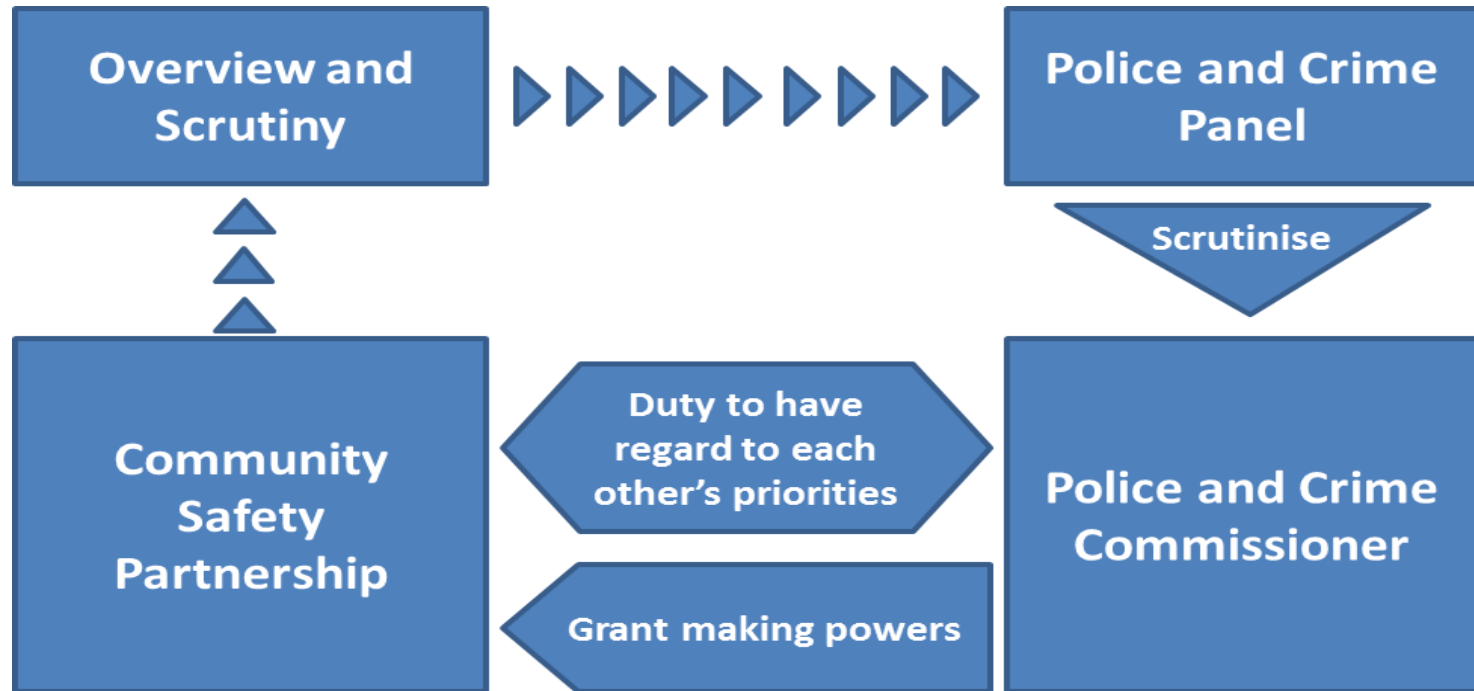 Overview and
Scrutiny
Police and Crime
Panel
Scrutinise
Community
Safety
Partnership
Duty to have
regard to each
other’s priorities
Police and Crime
Commissioner
Grant making powers